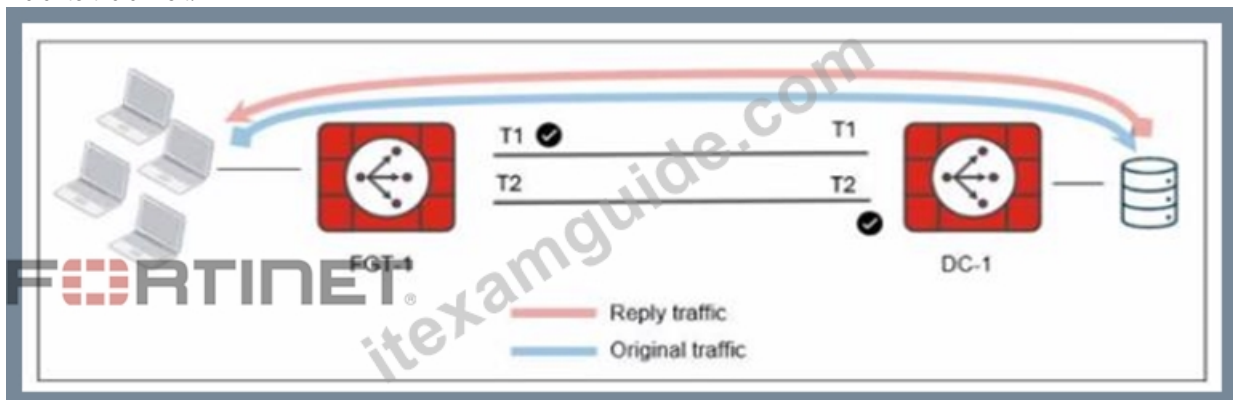 T1
T1
T2
T2
FGT-1
DC-1
FORTINET®
Reply traffic
Original traffic
itexamguide.com